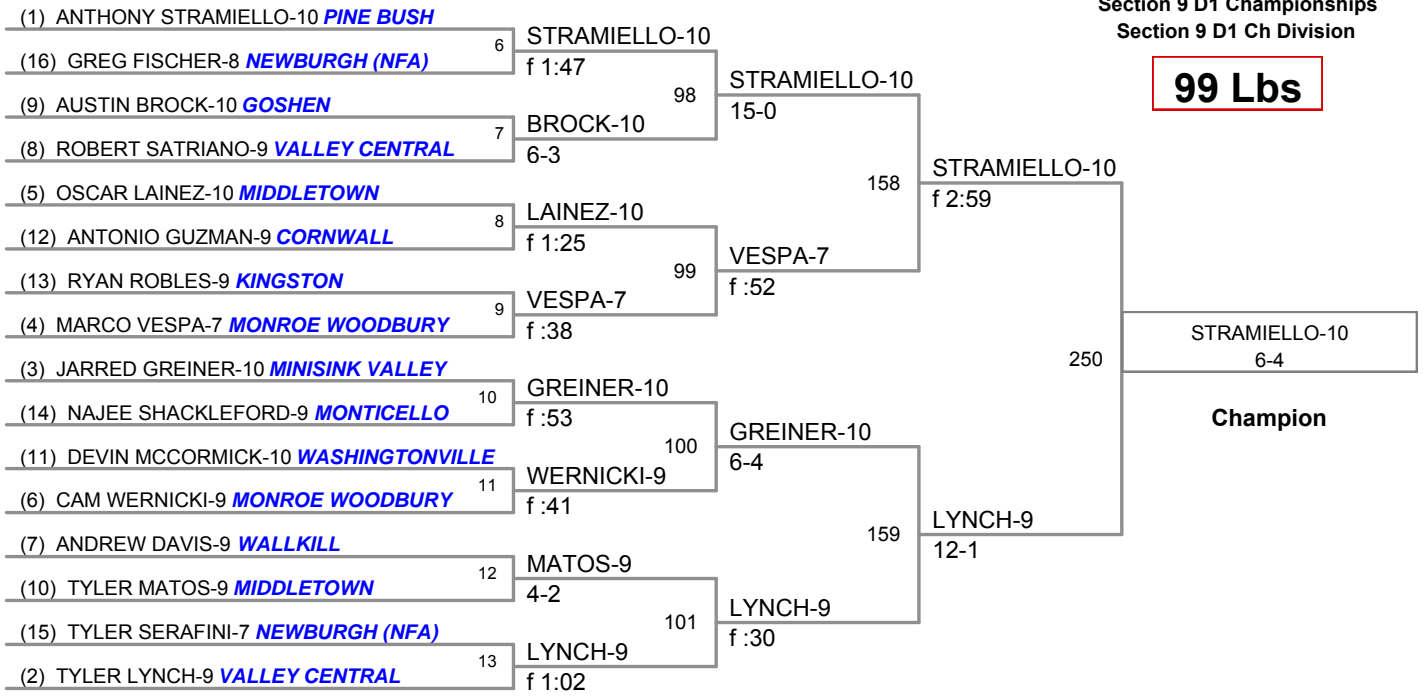 Section 9 D1 Championships
Section 9 D1 Ch Division
99 Lbs
(1) ANTHONY STRAMIELLO-10 PINE BUSH
6
STRAMIELLO-10
(16) GREG FISCHER-8 NEWBURGH (NFA)
f 1:47
98
STRAMIELLO-10
15-0
(9) AUSTIN BROCK-10 GOSHEN
7
BROCK-10
(8) ROBERT SATRIANO-9 VALLEY CENTRAL
6-3
158
STRAMIELLO-10
f 2:59
(5) OSCAR LAINEZ-10 MIDDLETOWN
8
LAINEZ-10
(12) ANTONIO GUZMAN-9 CORNWALL
f 1:25
99
VESPA-7
f :52
(13) RYAN ROBLES-9 KINGSTON
9
VESPA-7
(4) MARCO VESPA-7 MONROE WOODBURY
f :38
250
STRAMIELLO-10
6-4
Champion
(3) JARRED GREINER-10 MINISINK VALLEY
10
GREINER-10
(14) NAJEE SHACKLEFORD-9 MONTICELLO
f :53
100
GREINER-10
6-4
(11) DEVIN MCCORMICK-10 WASHINGTONVILLE
11
WERNICKI-9
(6) CAM WERNICKI-9 MONROE WOODBURY
f :41
159
LYNCH-9
12-1
(7) ANDREW DAVIS-9 WALLKILL
12
MATOS-9
(10) TYLER MATOS-9 MIDDLETOWN
4-2
101
LYNCH-9
f :30
(15) TYLER SERAFINI-7 NEWBURGH (NFA)
13
LYNCH-9
(2) TYLER LYNCH-9 VALLEY CENTRAL
f 1:02